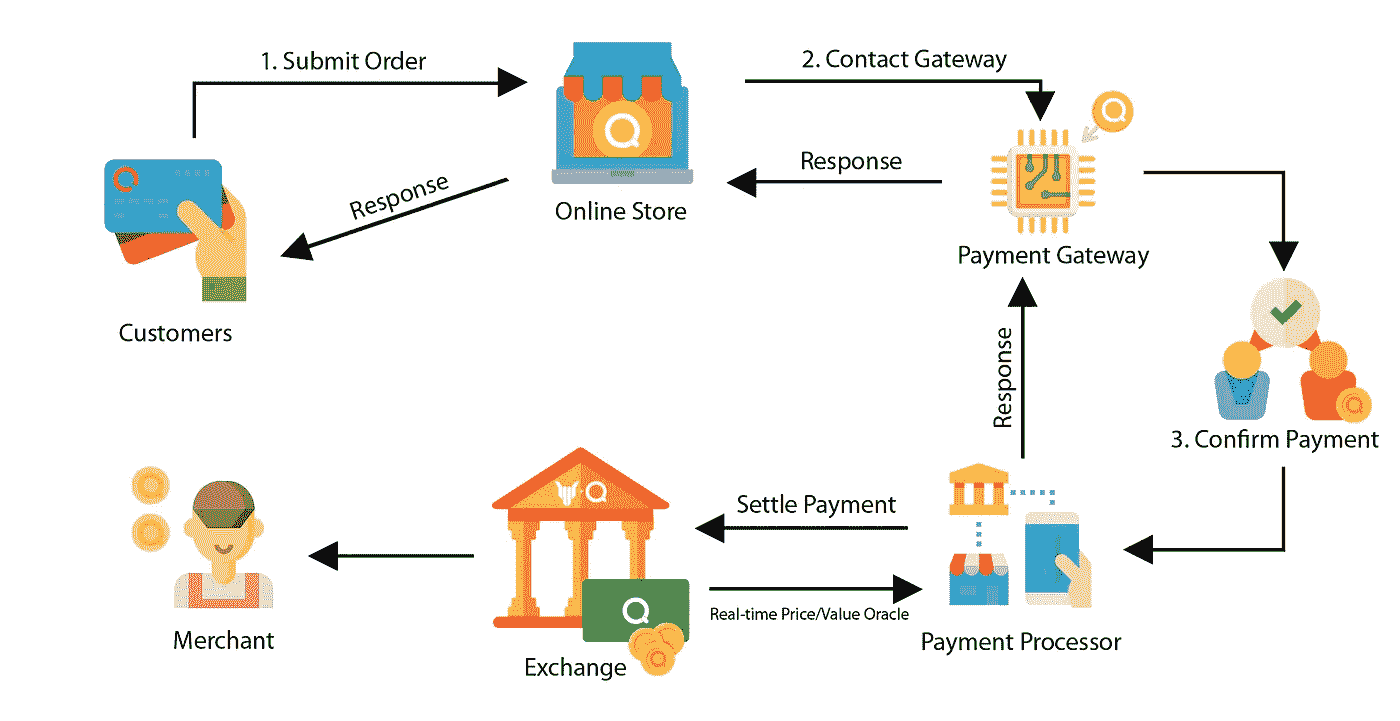 1. Submit Order
2. Contact Gateway
Response
Response
Online Store
Payment Gateway
Customers
Response
3. Confirm Payment
Settle Payment
Real-time Price/Value Oracle
Merchant
Exchange
Payment Processor